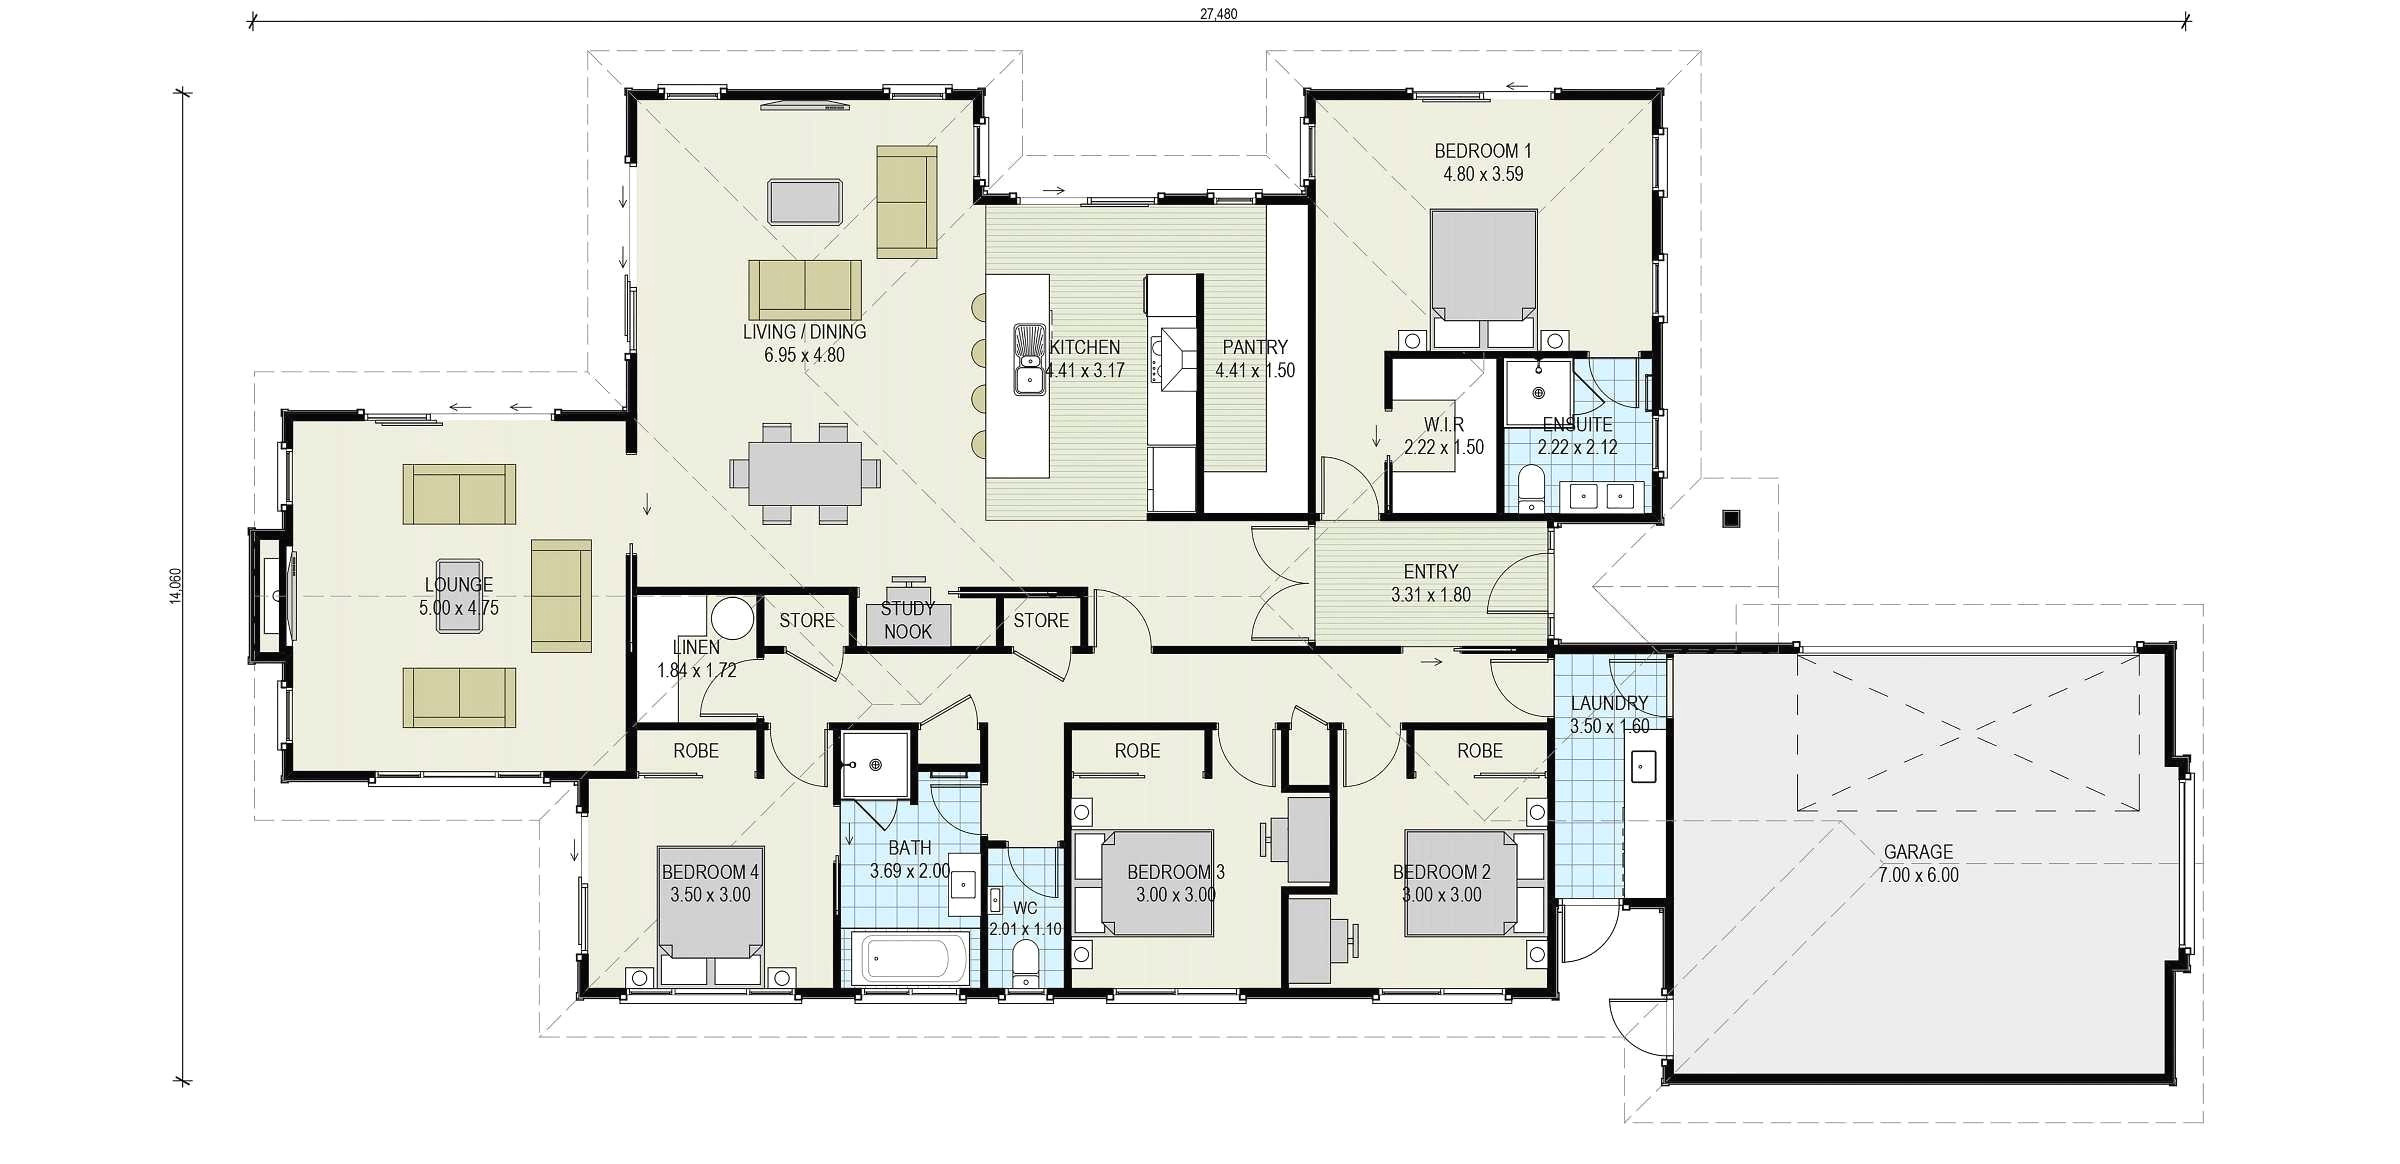 27,480
14,060
BEDROOM 1
4.80 x 3.59
LIVING / DINING
6.95 x 4.80
KITCHEN
4.41 x 3.17
PANTRY
4.41 x 1.50
W.I.R
2.22 x 1.50
ENSUITE
2.22 x 2.12
LOUNGE
5.00 x 4.75
ENTRY
3.31 x 1.80
STORE
STUDY
NOOK
STORE
LINEN
1.84 x 1.72
LAUNDRY
3.50 x 1.60
ROBE
ROBE
ROBE
BEDROOM 4
3.50 x 3.00
BATH
3.69 x 2.00
WC
2.01 x 1.10
BEDROOM 3
3.00 x 3.00
BEDROOM 2
3.00 x 3.00
GARAGE
7.00 x 6.00